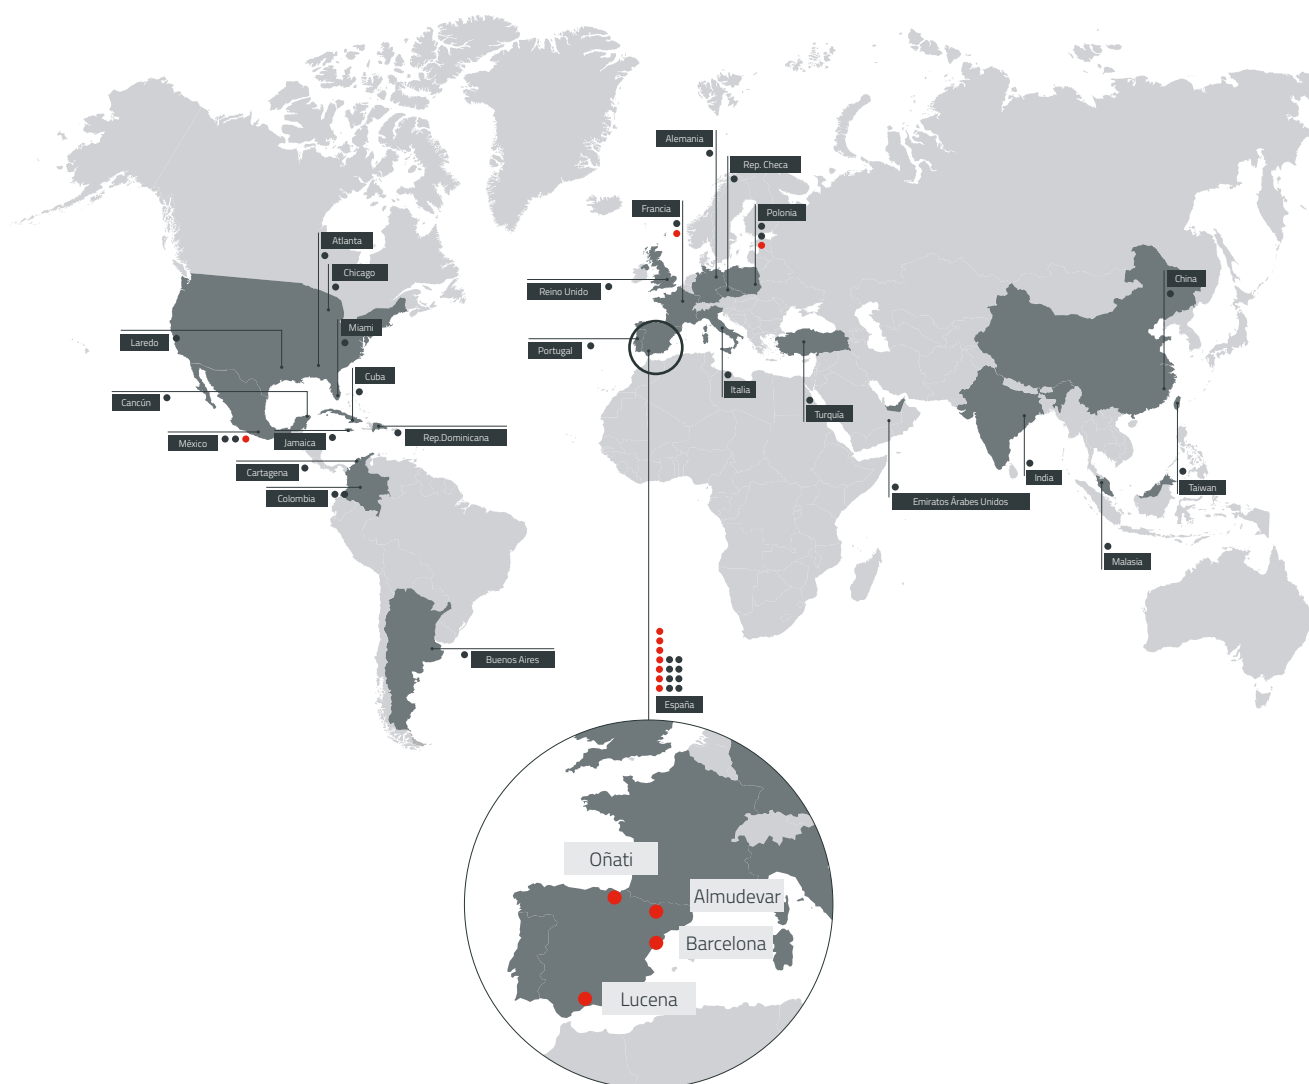 Alemania
Rep. Checa
Francia
Polonia
Atlanta
Chicago
China
Reino Unido
Miami
Laredo
Portugal
Cuba
Italia
Cancún
Turquía
Rep.Dominicana
México
Jamaica
Cartagena
India
Taiwan
Colombia
Emiratos Árabes Unidos
Malasia
Buenos Aires
España
Oñati
Almudevar
Barcelona
Lucena